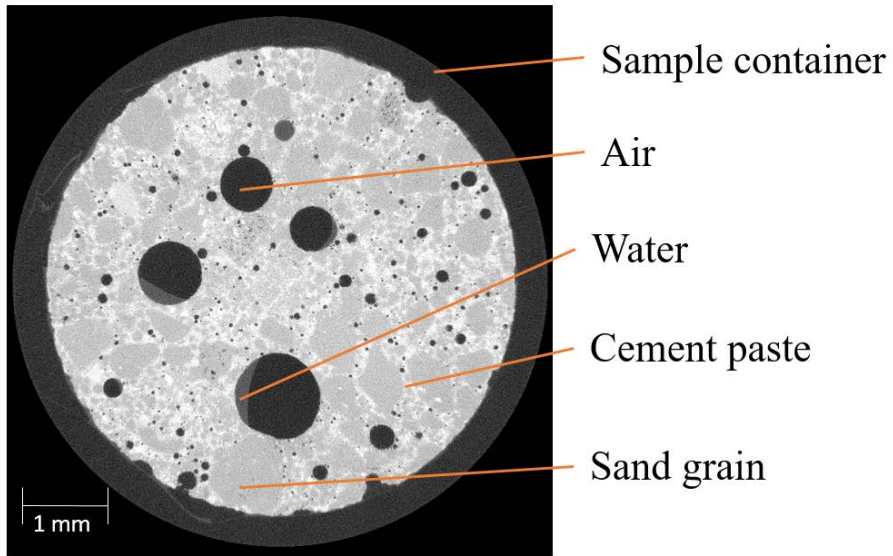 Sample container
Air
Water
Cement paste
Sand grain
1 mm